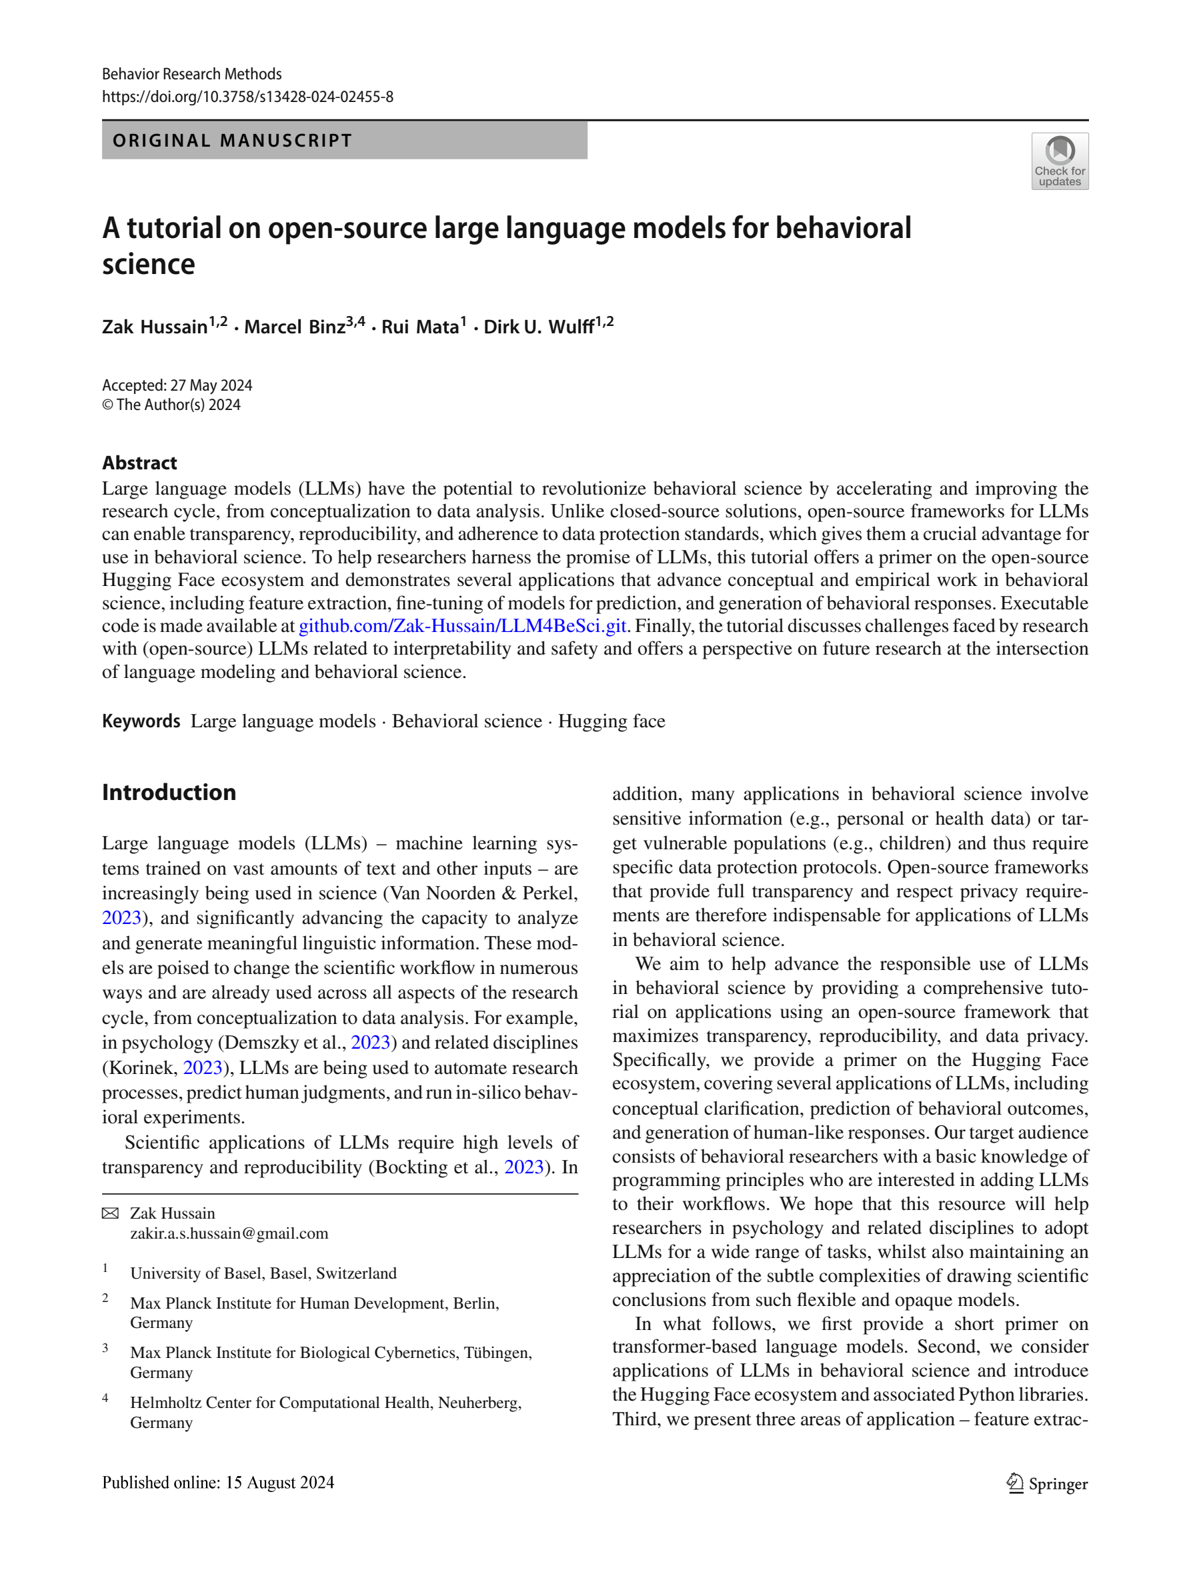 Behavior Research Methods
https://doi.org/10.3758/s13428-024-02455-8
ORIGINAL MANUSCRIPT
Check for
updates
A tutorial on open-source large language models for behavioral
science
Zak Hussain1,2 · Marcel Binz3,4 · Rui Mata1 · Dirk U. Wulff1,2
Accepted: 27 May 2024
© The Author(s) 2024
Abstract
Large language models (LLMs) have the potential to revolutionize behavioral science by accelerating and improving the
research cycle, from conceptualization to data analysis. Unlike closed-source solutions, open-source frameworks for LLMs
can enable transparency, reproducibility, and adherence to data protection standards, which gives them a crucial advantage for
use in behavioral science. To help researchers harness the promise of LLMs, this tutorial offers a primer on the open-source
Hugging Face ecosystem and demonstrates several applications that advance conceptual and empirical work in behavioral
science, including feature extraction, fine-tuning of models for prediction, and generation of behavioral responses. Executable
code is made available at github.com/Zak-Hussain/LLM4BeSci.git. Finally, the tutorial discusses challenges faced by research
with (open-source) LLMs related to interpretability and safety and offers a perspective on future research at the intersection
of language modeling and behavioral science.
Keywords Large language models · Behavioral science · Hugging face
Introduction
Large language models (LLMs) – machine learning sys-
tems trained on vast amounts of text and other inputs – are
increasingly being used in science (Van Noorden & Perkel,
2023), and significantly advancing the capacity to analyze
and generate meaningful linguistic information. These mod-
els are poised to change the scientific workflow in numerous
ways and are already used across all aspects of the research
cycle, from conceptualization to data analysis. For example,
in psychology (Demszky et al., 2023) and related disciplines
(Korinek, 2023), LLMs are being used to automate research
processes, predict human judgments, and run in-silico behav-
ioral experiments.
Scientific applications of LLMs require high levels of
transparency and reproducibility (Bockting et al., 2023). In
addition, many applications in behavioral science involve
sensitive information (e.g., personal or health data) or tar-
get vulnerable populations (e.g., children) and thus require
specific data protection protocols. Open-source frameworks
that provide full transparency and respect privacy require-
ments are therefore indispensable for applications of LLMs
in behavioral science.
We aim to help advance the responsible use of LLMs
in behavioral science by providing a comprehensive tuto-
rial on applications using an open-source framework that
maximizes transparency, reproducibility, and data privacy.
Specifically, we provide a primer on the Hugging Face
ecosystem, covering several applications of LLMs, including
conceptual clarification, prediction of behavioral outcomes,
and generation of human-like responses. Our target audience
consists of behavioral researchers with a basic knowledge of
programming principles who are interested in adding LLMs
to their workflows. We hope that this resource will help
researchers in psychology and related disciplines to adopt
LLMs for a wide range of tasks, whilst also maintaining an
appreciation of the subtle complexities of drawing scientific
conclusions from such flexible and opaque models.
In what follows, we first provide a short primer on
transformer-based language models. Second, we consider
applications of LLMs in behavioral science and introduce
the Hugging Face ecosystem and associated Python libraries.
Third, we present three areas of application – feature extrac-
Zak Hussain
zakir.a.s.hussain@gmail.com
1 University of Basel, Basel, Switzerland
2 Max Planck Institute for Human Development, Berlin,
Germany
3 Max Planck Institute for Biological Cybernetics, Tübingen,
Germany
4 Helmholtz Center for Computational Health, Neuherberg,
Germany
Published online: 15 August 2024
Springer